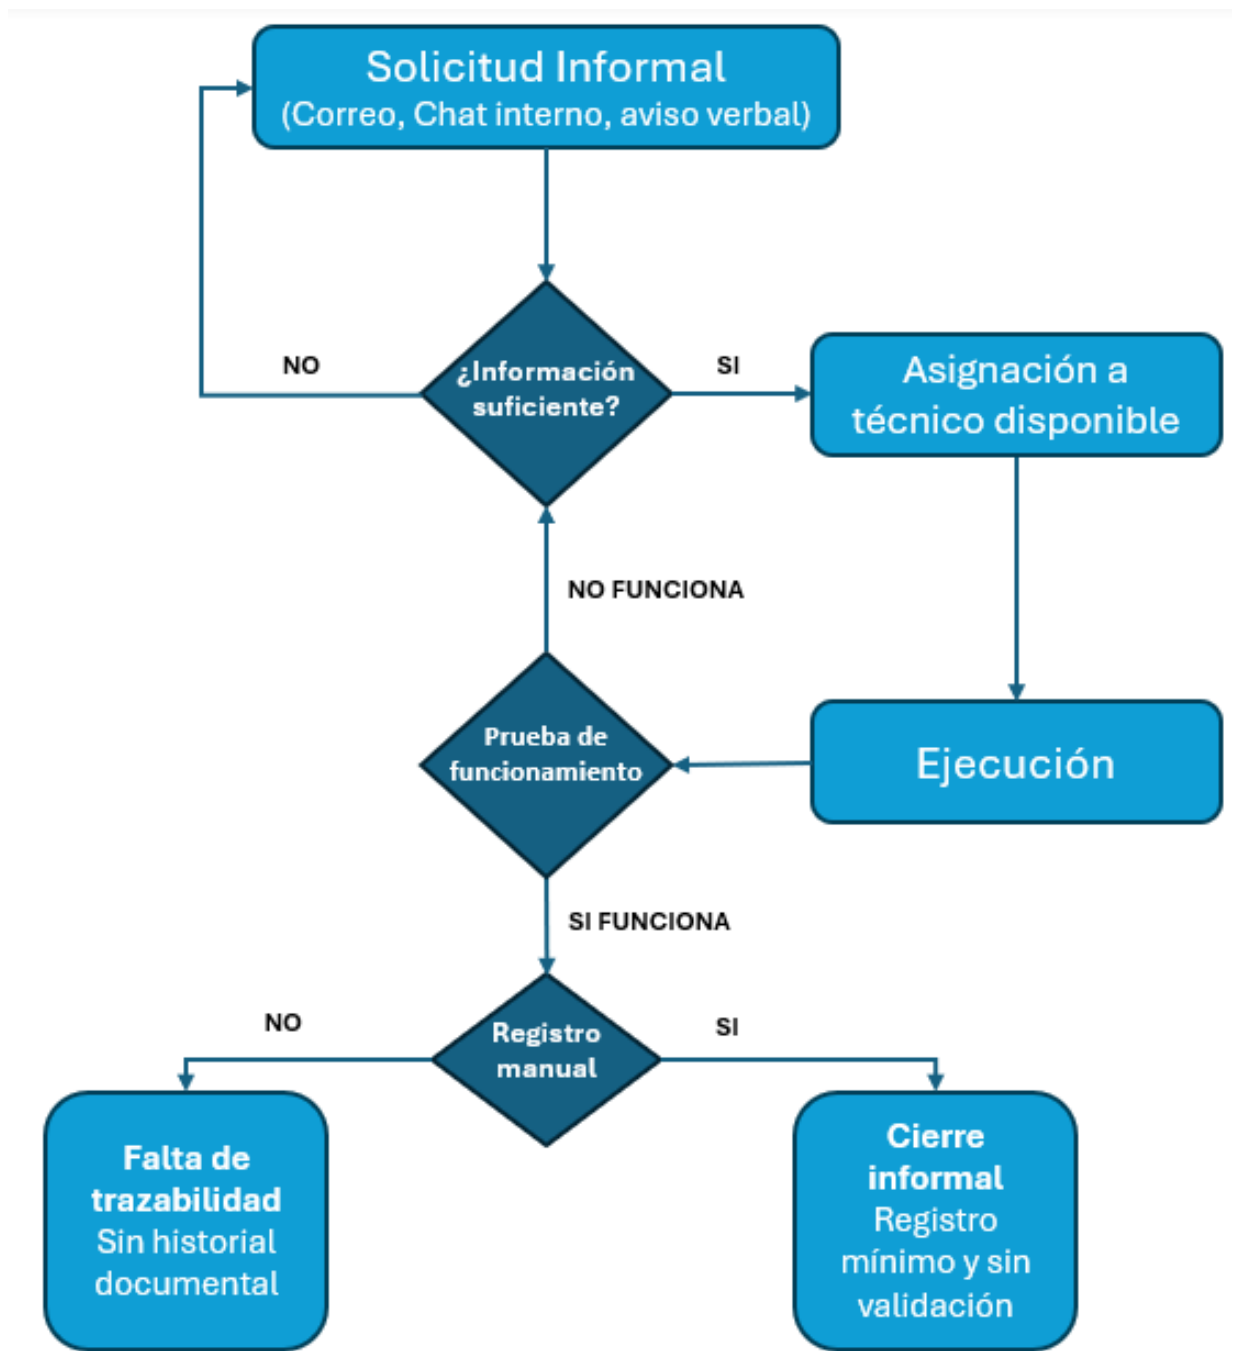 Solicitud Informal
(Correo, Chat interno, aviso verbal)
NO
¿Información
suficiente?
SI
Asignación a
técnico disponible
NO FUNCIONA
Prueba de
funcionamiento
Ejecución
SI FUNCIONA
NO
Registro
manual
SI
Falta de
trazabilidad
Sin historial
documental
Cierre
informal
Registro
mínimo y sin
validación